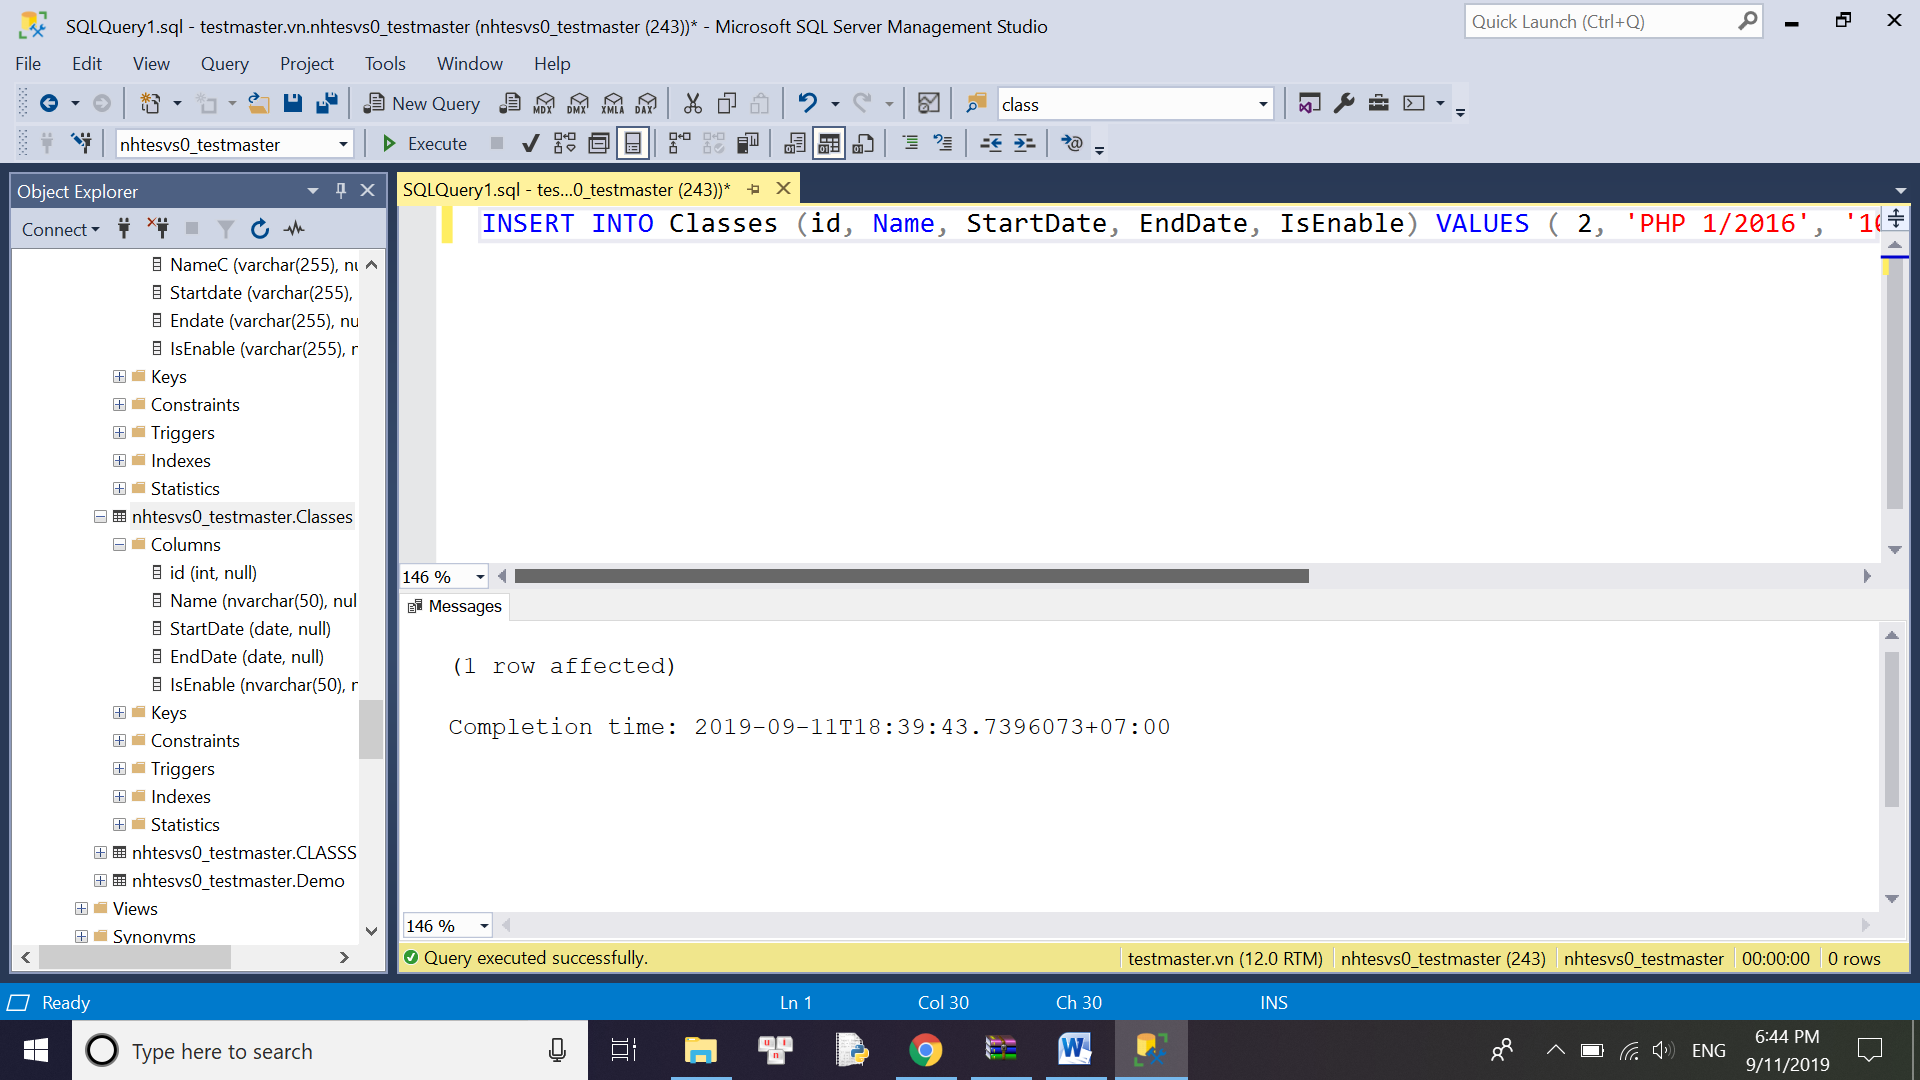 SQLQuery1.sql - testmaster.vn.nhtesvs0_testmaster (nhtesvs0_testmaster (243))* - Microsoft SQL Server Management Studio
Quick Launch (Ctrl+Q)
File Edit View Query Project Tools Window Help
New Query MDX DMX XMLA DAX class
nhtesvs0_testmaster Execute
Object Explorer
Connect
NameC (varchar(255), nu
Startdate (varchar(255),
Endate (varchar(255), nu
IsEnable (varchar(255), n
Keys
Constraints
Triggers
Indexes
Statistics
nhtesvs0_testmaster.Classes
Columns
id (int, null)
Name (nvarchar(50), nul
StartDate (date, null)
EndDate (date, null)
IsEnable (nvarchar(50), n
Keys
Constraints
Triggers
Indexes
Statistics
nhtesvs0_testmaster.CLASSS
nhtesvs0_testmaster.Demo
Views
Synonyms
SQLQuery1.sql - tes...0_testmaster (243))*
INSERT INTO Classes (id, Name, StartDate, EndDate, IsEnable) VALUES ( 2, 'PHP 1/2016', '10
146 %
Messages
(1 row affected)
Completion time: 2019-09-11T18:39:43.7396073+07:00
146 %
Query executed successfully.
testmaster.vn (12.0 RTM) nhtesvs0_testmaster (243) nhtesvs0_testmaster 00:00:00 0 rows
Ready Ln 1 Col 30 Ch 30 INS
Type here to search
ENG
6:44 PM
9/11/2019